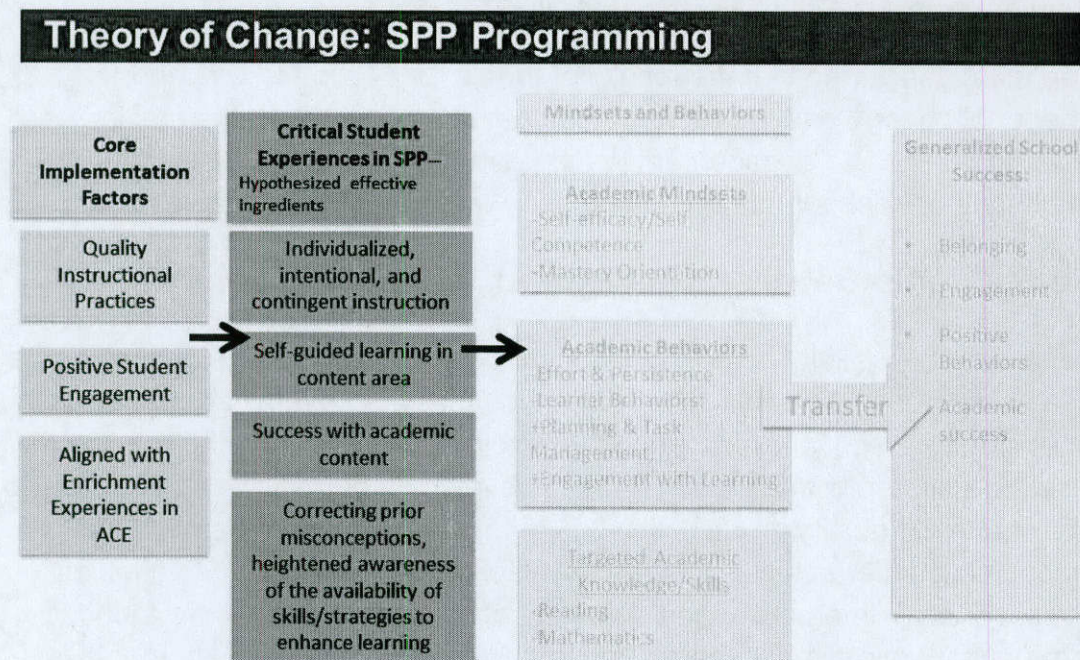 Theory of Change: SPP Programming
Core
Implementation
Factors
Quality
Instructional
Practices
Positive Student
Engagement
Aligned with
Enrichment
Experiences in
ACE
Critical Student
Experiences in SPP—
Hypothesized effective
ingredients
Individualized,
intentional, and
contingent instruction
Self-guided learning in
content area
Success with academic
content
Correcting prior
misconceptions,
heightened awareness
of the availability of
skills/strategies to
enhance learning
Mindsets and Behaviors
Academic Mindsets
-Self-efficacy/Self
Competence
-Mastery Orientation
Academic Behaviors
-Effort & Persistence
-Learner Behaviors:
+Planning & Task
Management
+Engagement with Learning
Targeted Academic
Knowledge/Skills
-Reading
-Mathematics
Transfer
Generalized School
Success:
• Belonging
• Engagement
• Positive
Behaviors
• Academic
success